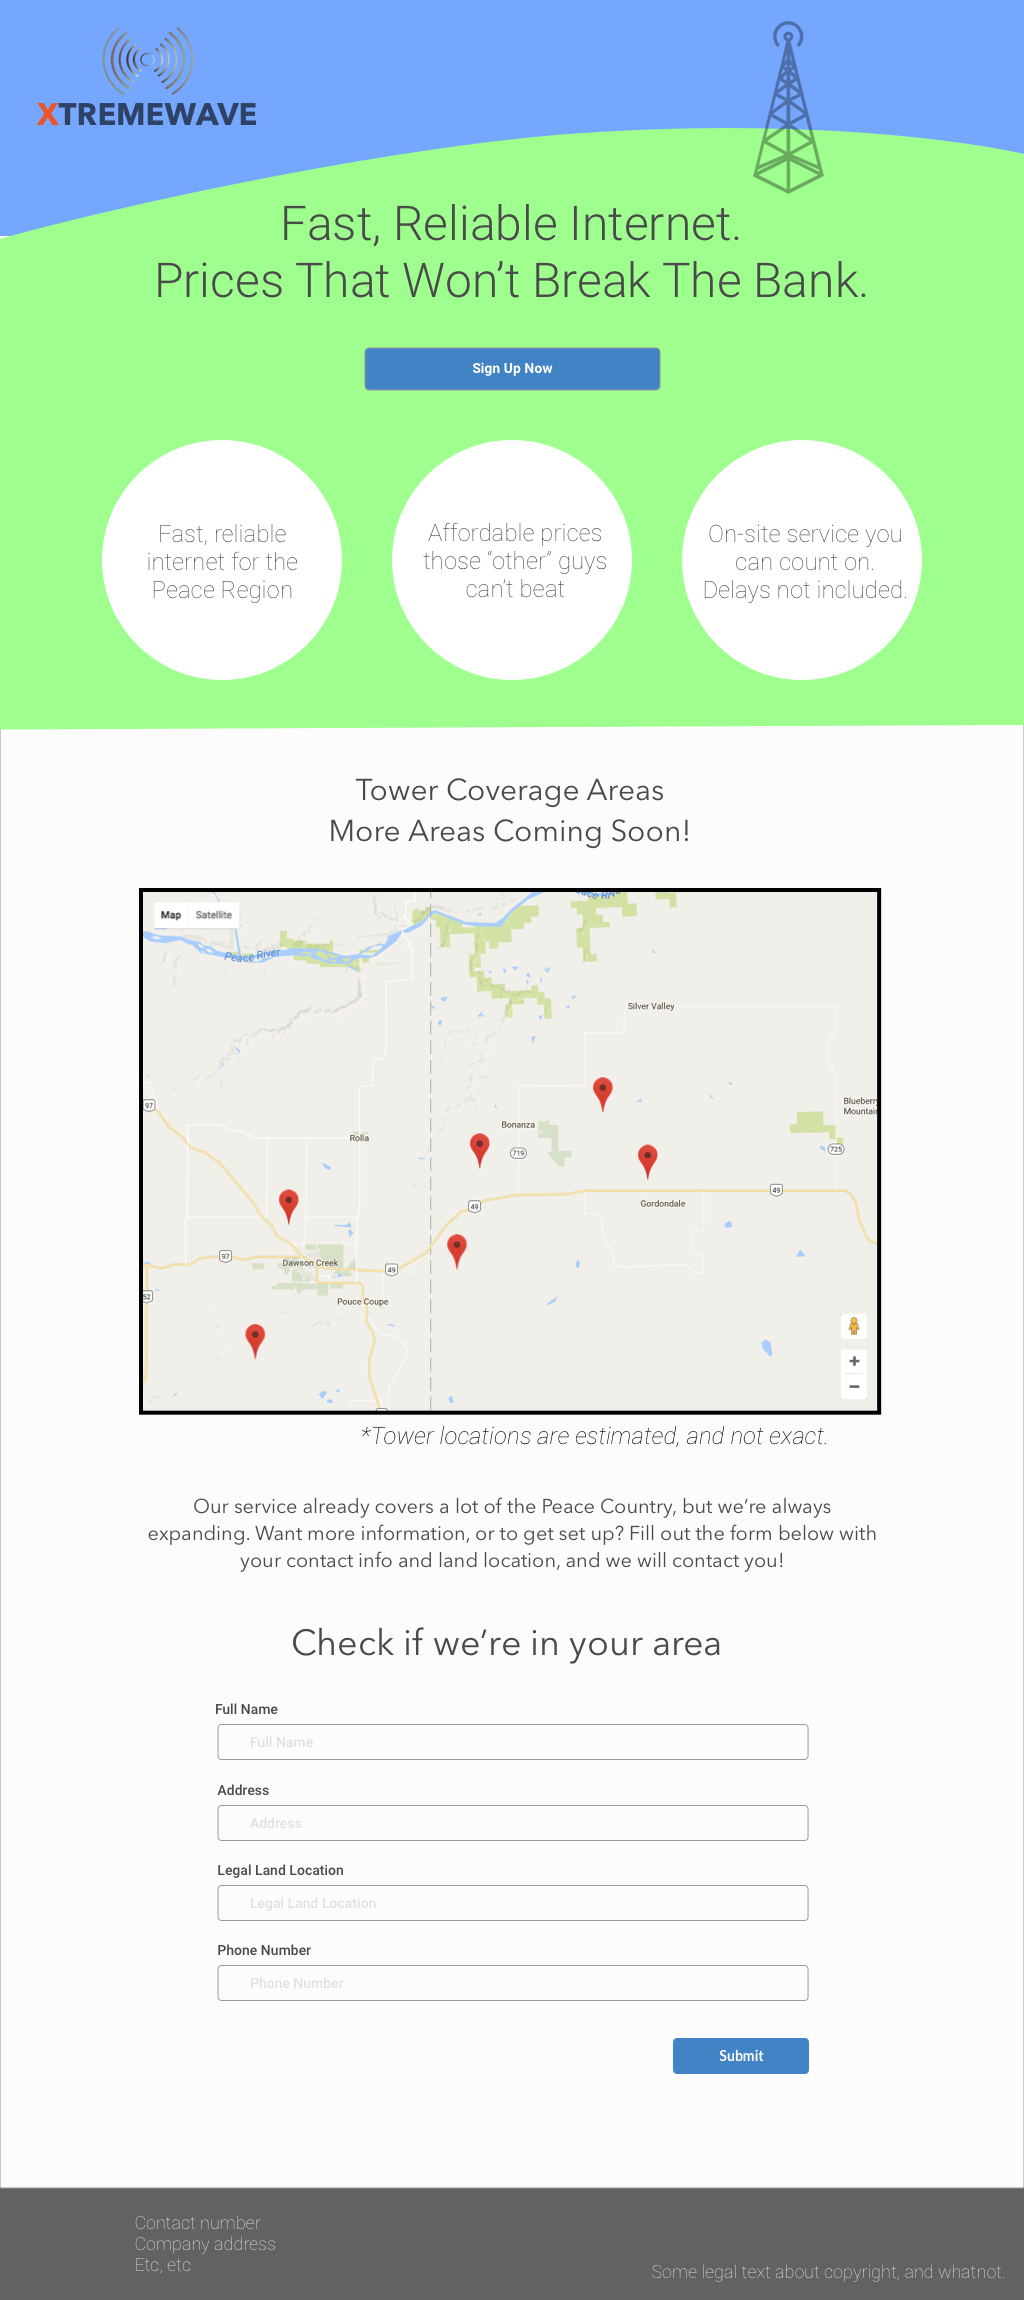 XTREMEWAVE
Fast, Reliable Internet.
Prices That Won’t Break The Bank.
Sign Up Now
Fast, reliable
internet for the
Peace Region
Affordable prices
those “other” guys
can’t beat
On-site service you
can count on.
Delays not included.
Tower Coverage Areas
More Areas Coming Soon!
Map
Satellite
Peace River
Silver Valley
97
Blueberry
Mountain
Bonanza
Rolla
719
725
49
49
Gordondale
97
Dawson Creek
49
52
Pouce Coupe
+
−
*Tower locations are estimated, and not exact.
Our service already covers a lot of the Peace Country, but we’re always
expanding. Want more information, or to get set up? Fill out the form below with
your contact info and land location, and we will contact you!
Check if we’re in your area
Full Name
Full Name
Address
Address
Legal Land Location
Legal Land Location
Phone Number
Phone Number
Submit
Contact number
Company address
Etc, etc
Some legal text about copyright, and whatnot.